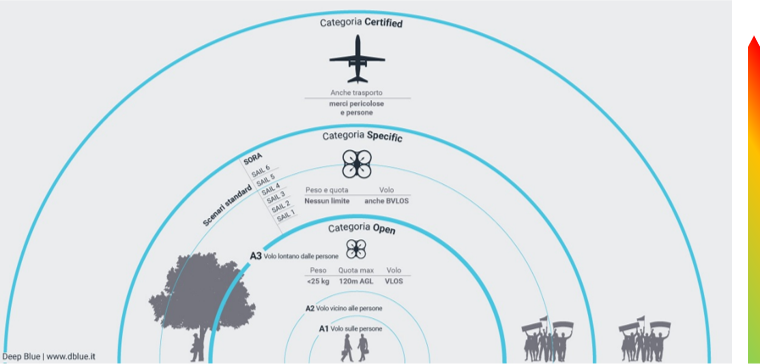 Categoria Certified
Anche trasporto
merci pericolose
e persone
Categoria Specific
SORA
SAIL 6
SAIL 5
SAIL 4
SAIL 3
SAIL 2
SAIL 1
Scenari standard
Peso e quota Volo
Nessun limite anche BVLOS
Categoria Open
A3 Volo lontano dalle persone
Peso Quota max Volo
<25 kg 120m AGL VLOS
A2 Volo vicino alle persone
A1 Volo sulle persone
Deep Blue | www.dblue.it